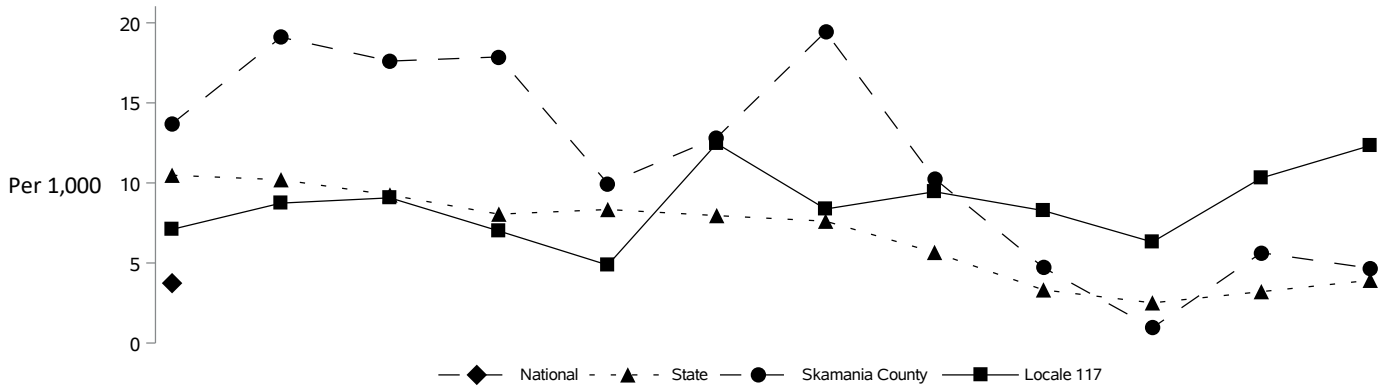 20
15
Per 1,000
10
5
0
National
State
Skamania County
Locale 117